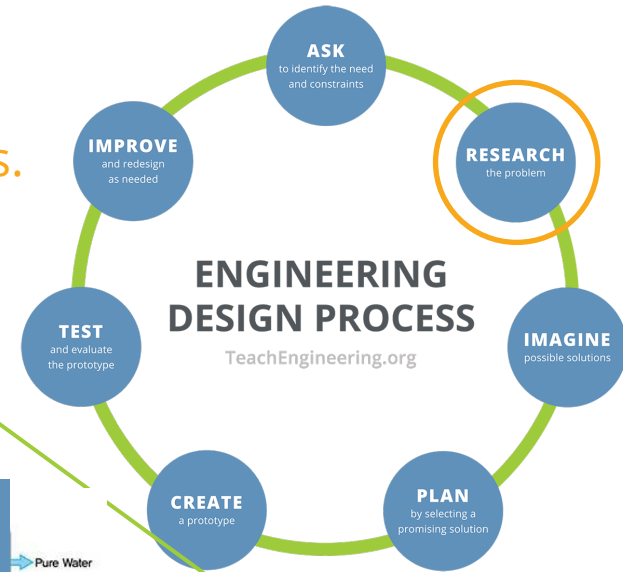 ASK
to identify the need
and constraints
RESEARCH
the problem
IMAGINE
possible solutions
PLAN
by selecting a
promising solution
CREATE
a prototype
TEST
and evaluate
the prototype
IMPROVE
and redesign
as needed
s.
ENGINEERING
DESIGN PROCESS
TeachEngineering.org
Pure Water